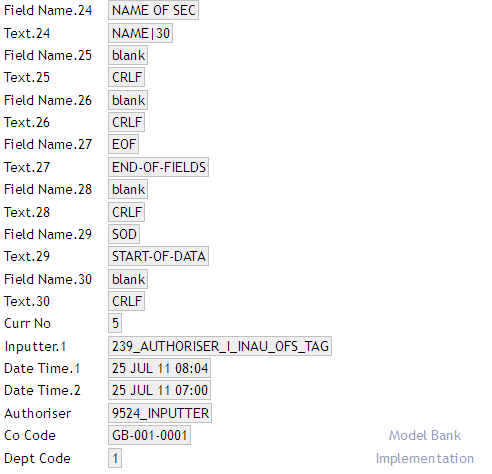 Field Name.24 NAME OF SEC
Text.24 NAME|30
Field Name.25 blank
Text.25 CRLF
Field Name.26 blank
Text.26 CRLF
Field Name.27 EOF
Text.27 END-OF-FIELDS
Field Name.28 blank
Text.28 CRLF
Field Name.29 SOD
Text.29 START-OF-DATA
Field Name.30 blank
Text.30 CRLF
Curr No 5
Inputter.1 239_AUTHORISER_I_INAU_OFS_TAG
Date Time.1 25 JUL 11 08:04
Date Time.2 25 JUL 11 07:00
Authoriser 9524_INPUTTER
Co Code GB-001-0001 Model Bank
Dept Code 1 Implementation